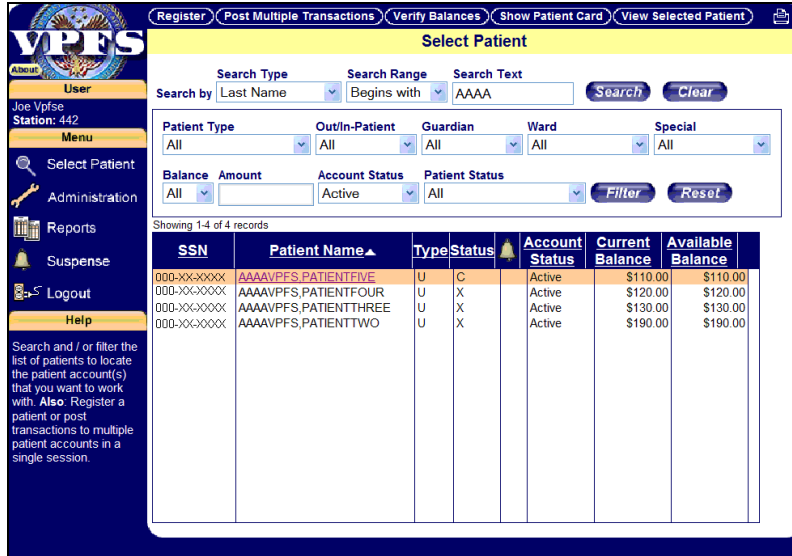 Register Post Multiple Transactions Verify Balances Show Patient Card View Selected Patient
VPFS
About
Select Patient
Search Type Search Range Search Text
Search by Last Name Begins with AAAA Search Clear
User
Joe Vpfse
Station: 442
Menu
Select Patient
Administration
Reports
Suspense
Logout
Help
Search and / or filter the
list of patients to locate
the patient account(s)
that you want to work
with. Also: Register a
patient or post
transactions to multiple
patient accounts in a
single session.
Patient Type Out/In-Patient Guardian Ward Special
All All All All All
Balance Amount Account Status Patient Status
All Active All Filter Reset
Showing 1-4 of 4 records
SSN Patient Name▲ Type Status Account Status Current Balance Available Balance
000-XX-XXXX AAAAVPFS,PATIENTFIVE U C Active $110.00 $110.00
000-XX-XXXX AAAAVPFS,PATIENTFOUR U X Active $120.00 $120.00
000-XX-XXXX AAAAVPFS,PATIENTTHREE U X Active $130.00 $130.00
000-XX-XXXX AAAAVPFS,PATIENTTWO U X Active $190.00 $190.00